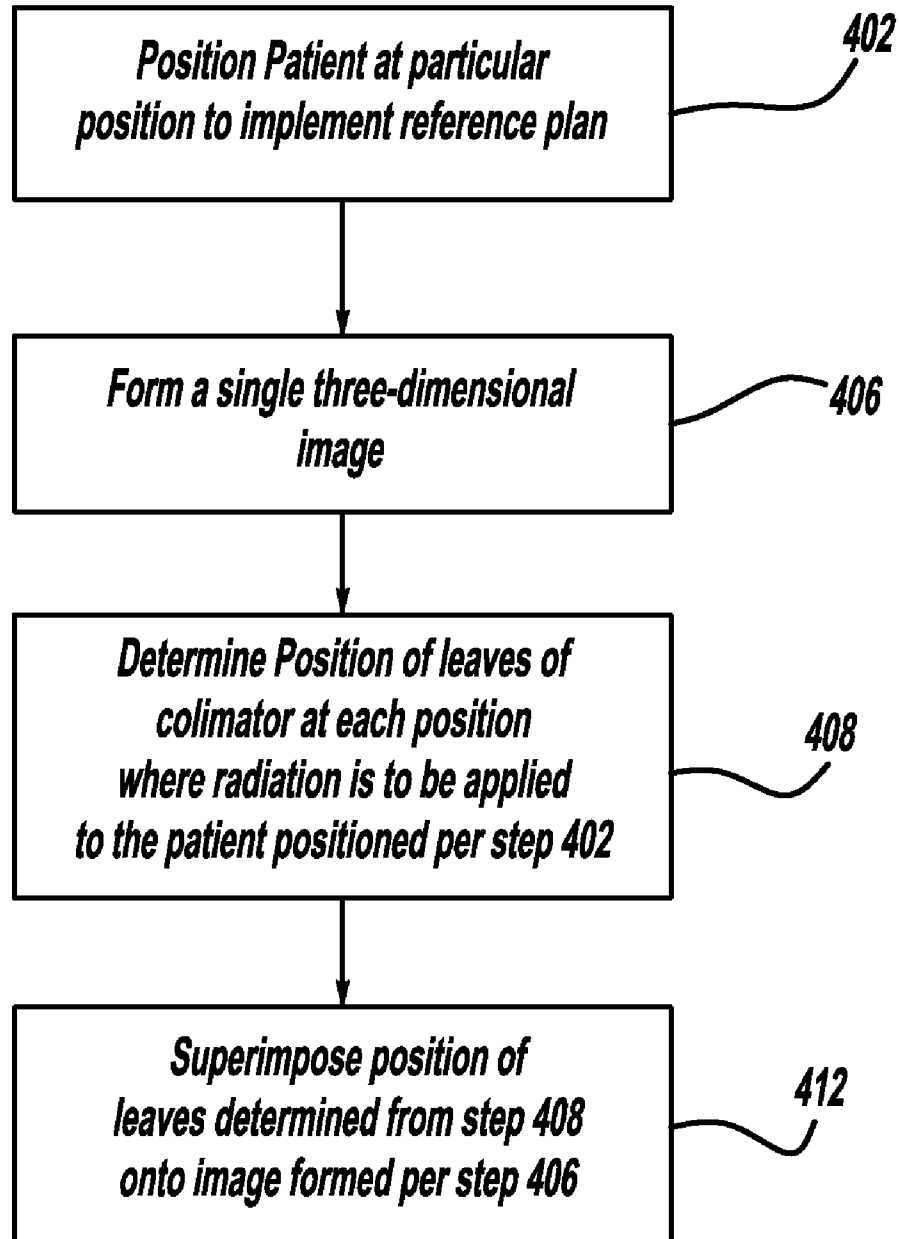 Position Patient at particular
position to implement reference plan
402
Form a single three-dimensional
image
406
Determine Position of leaves of
colimator at each position
where radiation is to be applied
to the patient positioned per step 402
408
Superimpose position of
leaves determined from step 408
onto image formed per step 406
412